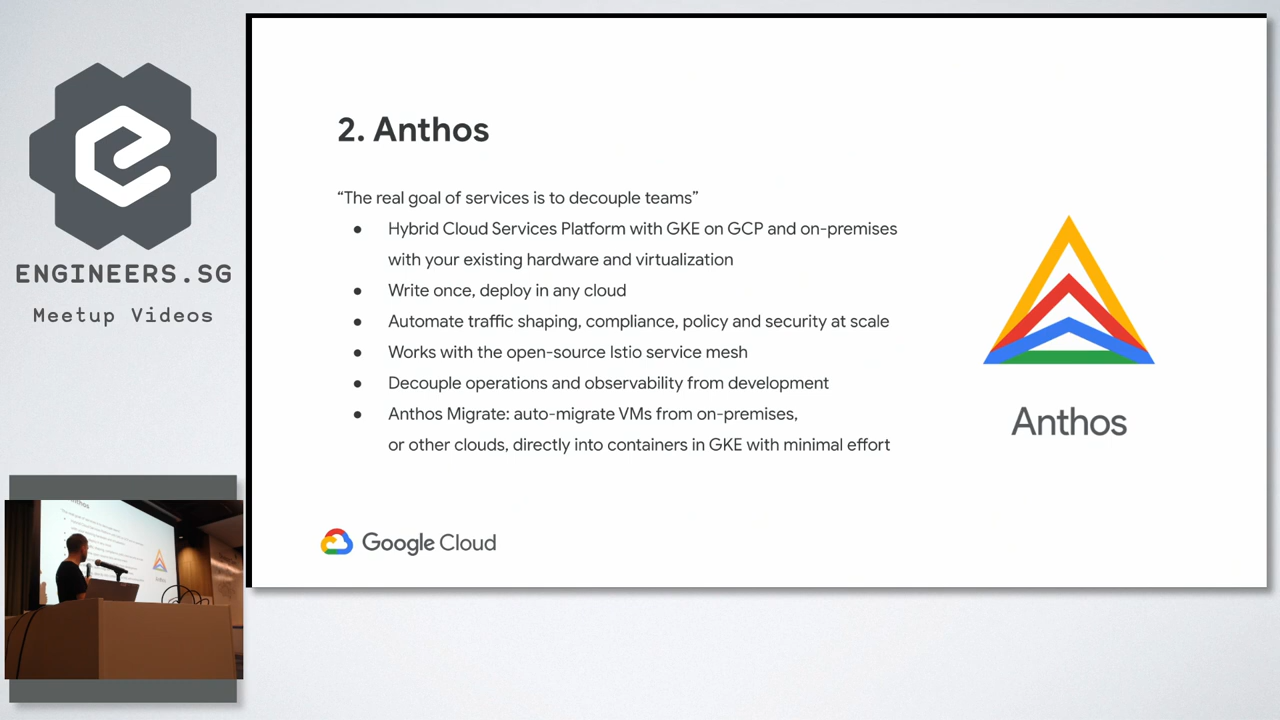 ENGINEERS.SG
Meetup Videos
2. Anthos
“The real goal of services is to decouple teams”
● Hybrid Cloud Services Platform with GKE on GCP and on-premises
with your existing hardware and virtualization
● Write once, deploy in any cloud
● Automate traffic shaping, compliance, policy and security at scale
● Works with the open-source Istio service mesh
● Decouple operations and observability from development
● Anthos Migrate: auto-migrate VMs from on-premises,
or other clouds, directly into containers in GKE with minimal effort
Anthos
Google Cloud